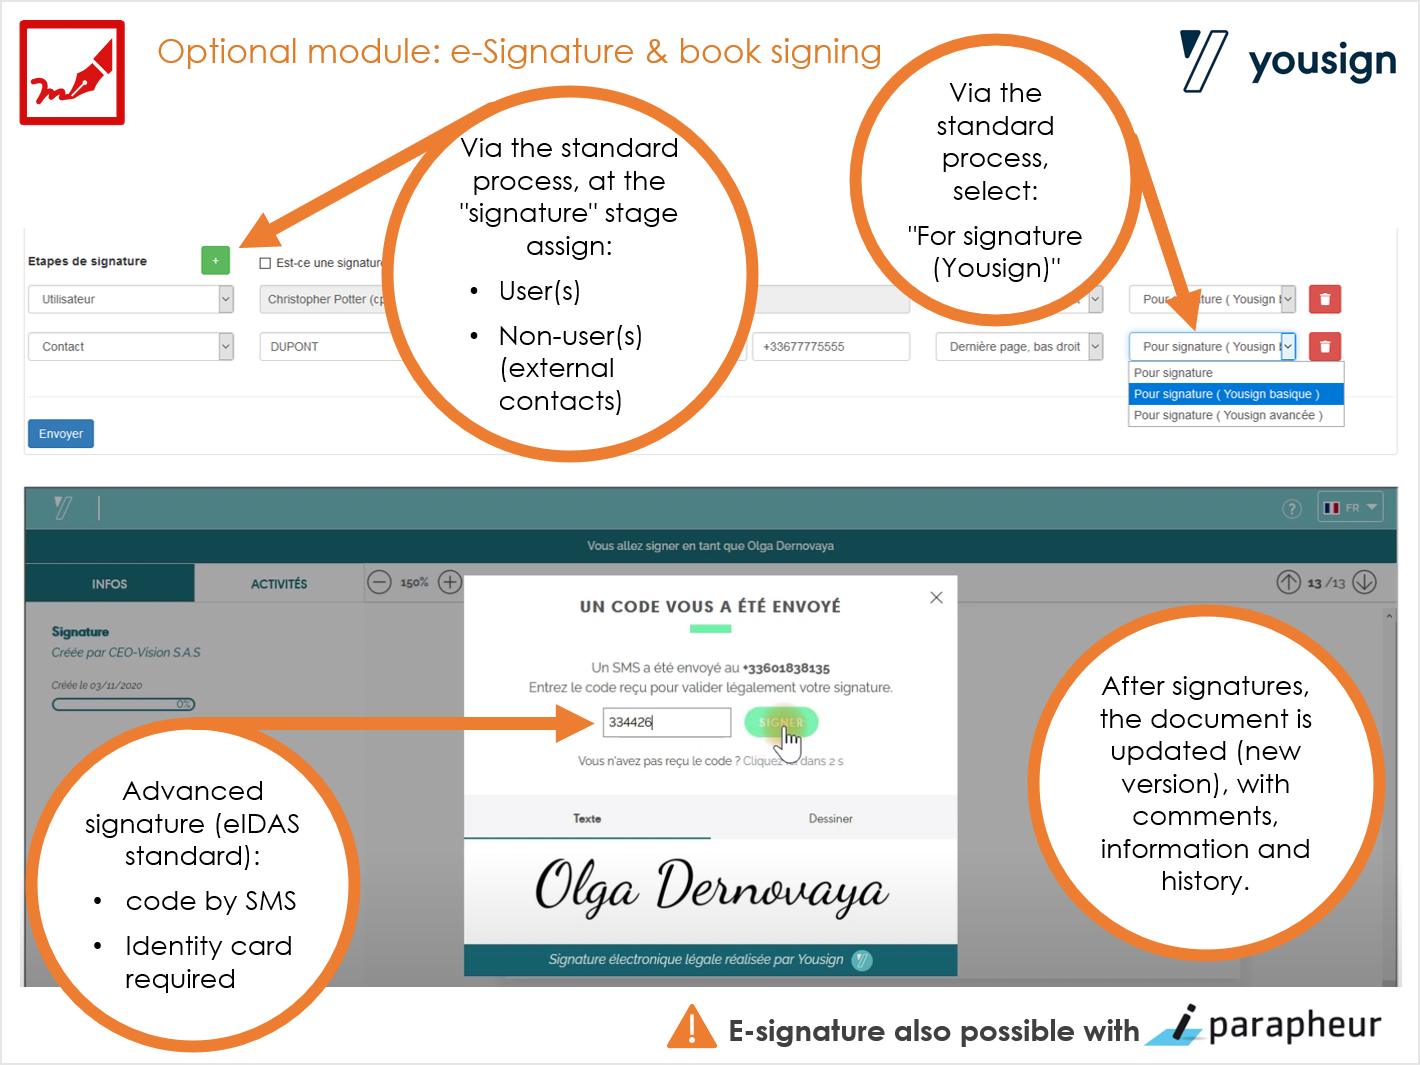 Optional module: e-Signature & book signing
yousign
Via the
standard
process,
select:
"For signature
(Yousign)"
Via the standard
process, at the
"signature" stage
assign:
• User(s)
• Non-user(s)
(external
contacts)
Etapes de signature
+
Est-ce une signature
Utilisateur
Christopher Potter
Pour signature ( Yousign
Contact
DUPONT
+33677775555
Dernière page, bas droit
Pour signature ( Yousign
Pour signature
Pour signature ( Yousign basique )
Pour signature ( Yousign avancée )
Envoyer
FR
Vous allez signer en tant que Olga Dernovaya
INFOS
ACTIVITÉS
150%
13 /13
UN CODE VOUS A ÉTÉ ENVOYÉ
Signature
Créée par CEO-Vision S.A.S
Créée le 03/11/2020
0%
Un SMS a été envoyé au +33601838135
Entrez le code reçu pour valider légalement votre signature.
334426
SIGNER
Vous n'avez pas reçu le code ? Cliquez dans 2 s
Texte
Dessiner
Olga Dernovaya
Signature électronique légale réalisée par Yousign
After signatures,
the document is
updated (new
version), with
comments,
information and
history.
Advanced
signature (eIDAS
standard):
• code by SMS
• Identity card
required
E-signature also possible with
i parapheur